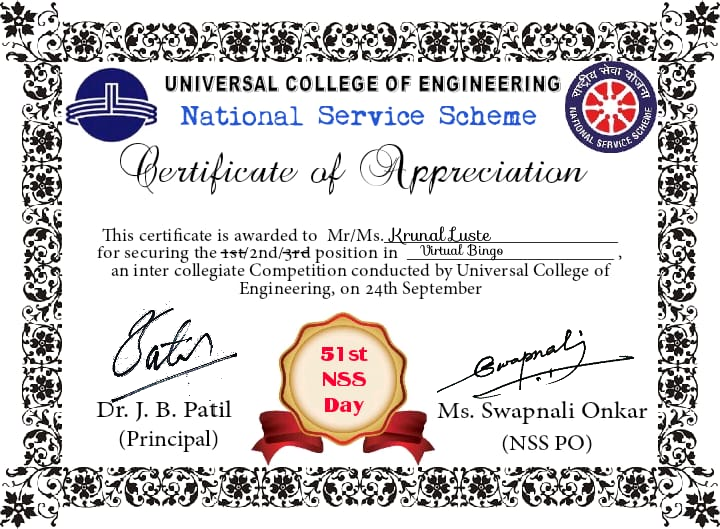 UNIVERSAL COLLEGE OF ENGINEERING
National Service Scheme
राष्ट्रीय सेवा योजना
NATIONAL SERVICE SCHEME
Certificate of Appreciation
This certificate is awarded to Mr/Ms. Krunal Luste
for securing the 1st/2nd/3rd position in Virtual Bingo ,
an inter collegiate Competition conducted by Universal College of
Engineering, on 24th September
Patil
Swapnali
51st
NSS
Day
Dr. J. B. Patil
(Principal)
Ms. Swapnali Onkar
(NSS PO)